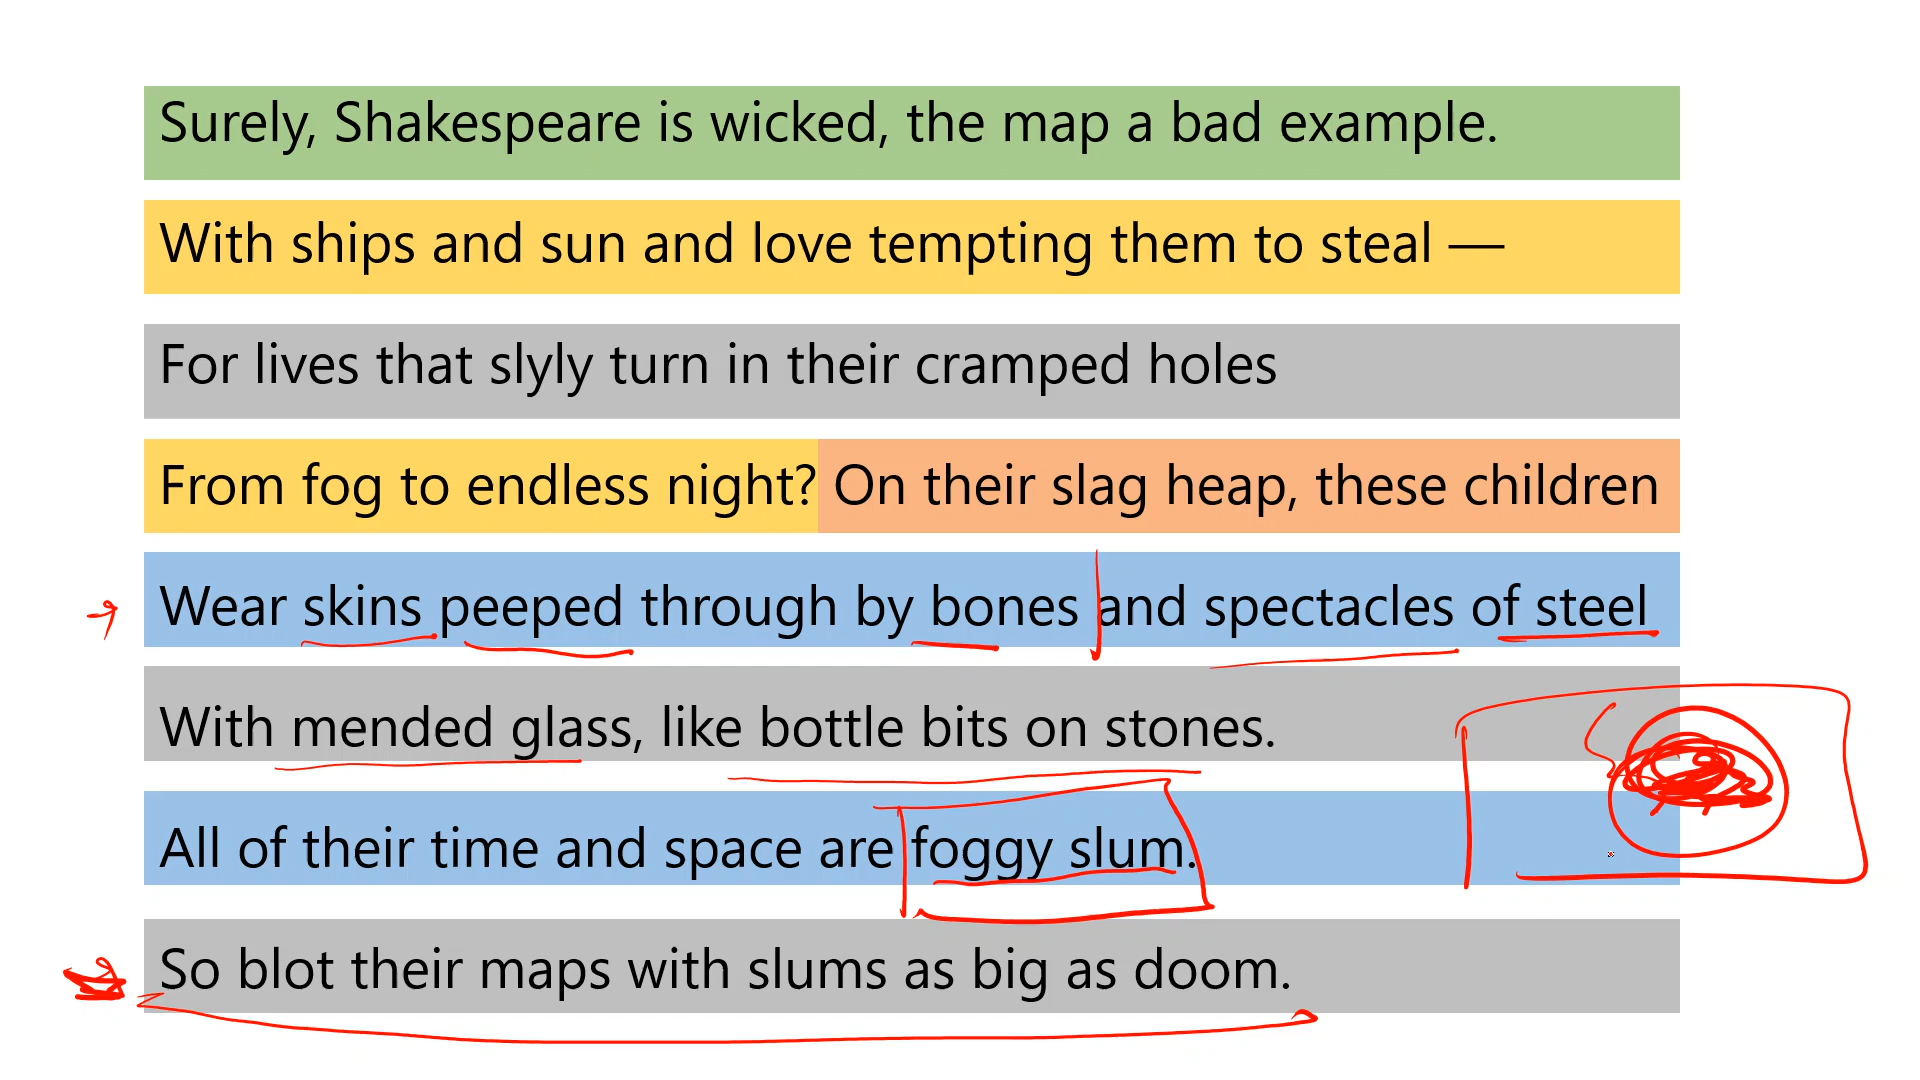 Surely, Shakespeare is wicked, the map a bad example.
With ships and sun and love tempting them to steal —
For lives that slyly turn in their cramped holes
From fog to endless night? On their slag heap, these children
Wear skins peeped through by bones and spectacles of steel
With mended glass, like bottle bits on stones.
All of their time and space are foggy slum.
So blot their maps with slums as big as doom.